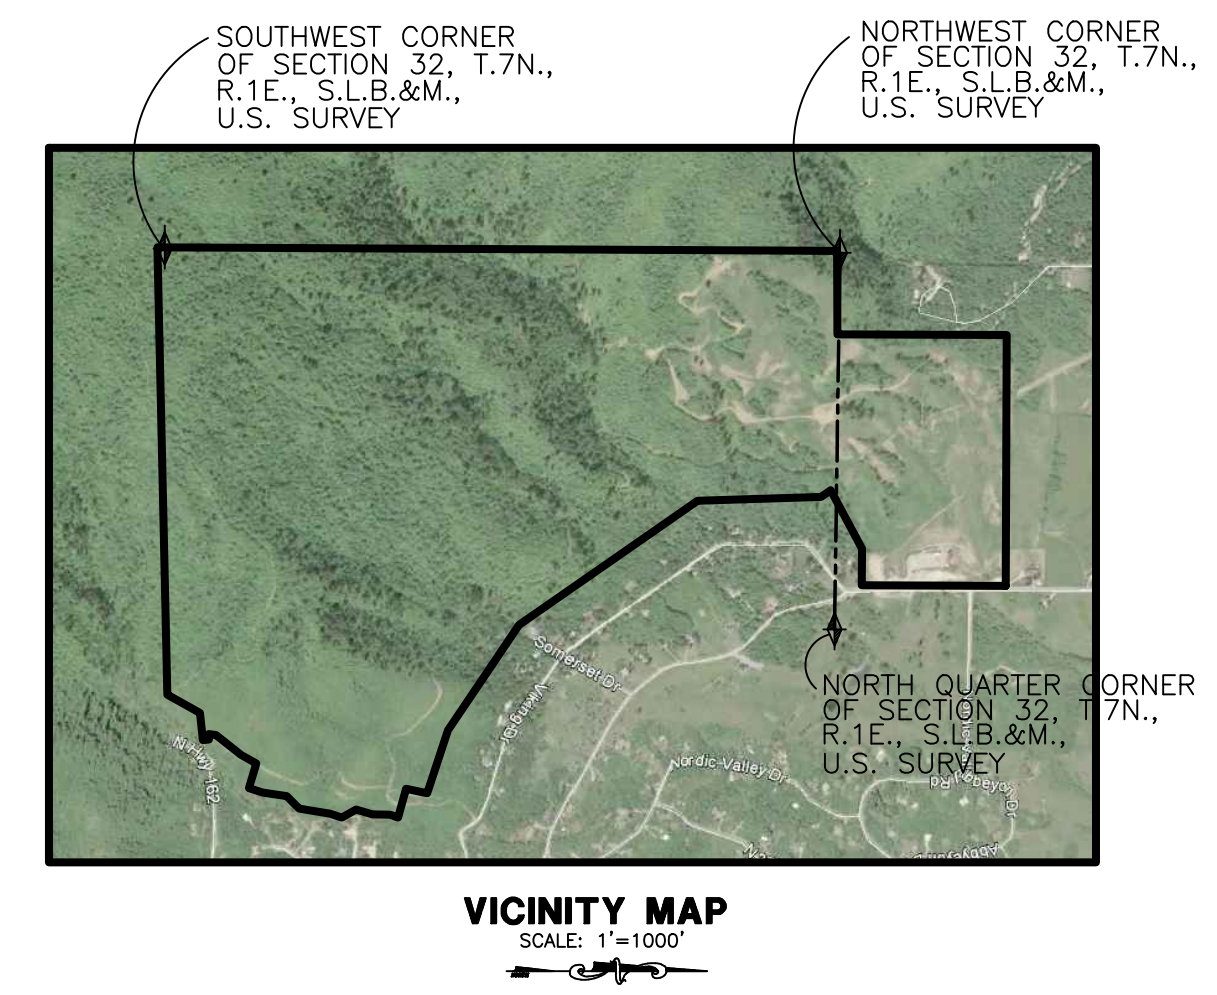 SOUTHWEST CORNER
OF SECTION 32, T.7N.,
R.1E., S.L.B.&M.,
U.S. SURVEY
NORTHWEST CORNER
OF SECTION 32, T.7N.,
R.1E., S.L.B.&M.,
U.S. SURVEY
Somerset Dr
Viking Dr
N Hwy 162
Nordic-Valley Dr
NORTH QUARTER CORNER
OF SECTION 32, T.7N.,
R.1E., S.L.B.&M.,
U.S. SURVEY
VICINITY MAP
SCALE: 1'=1000'